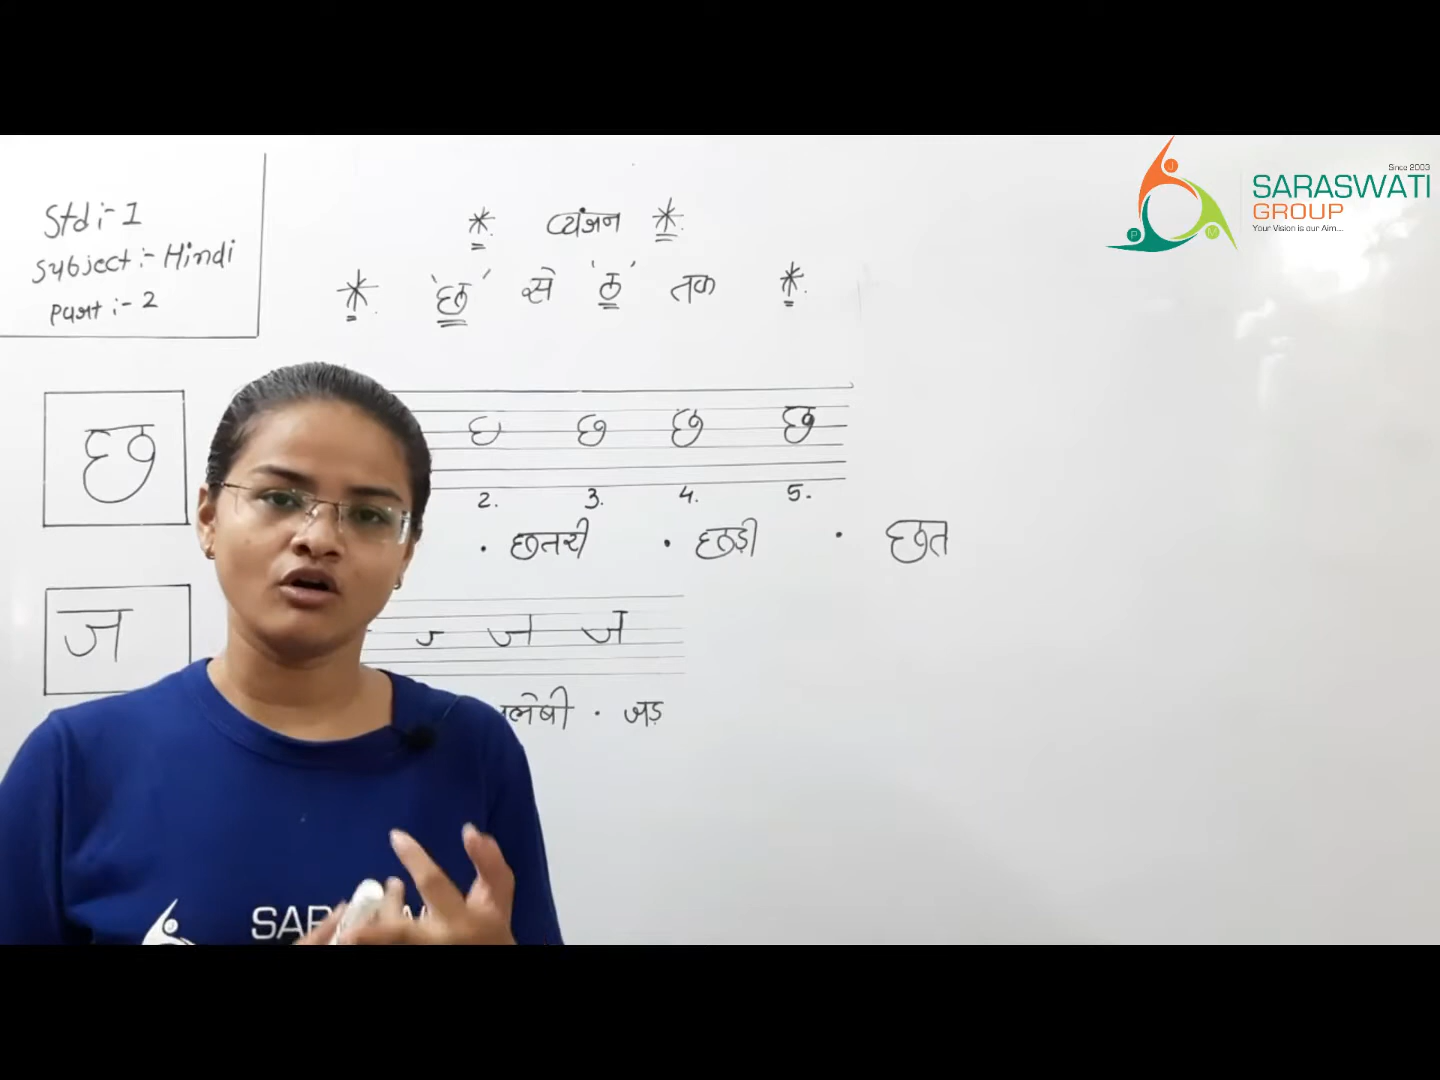 Std :- 1
Subject :- Hindi
Part :- 2
* व्यंजन *
* 'छ' से 'ठ' तक *
छ
छ छ छ
2. 3. 4. 5.
• छतरी • छड़ी • छत
ज
ज ज
लेबी • जड़
Since 2003
SARASWATI
GROUP
Your Vision is our Aim...
J
P
M
SAR